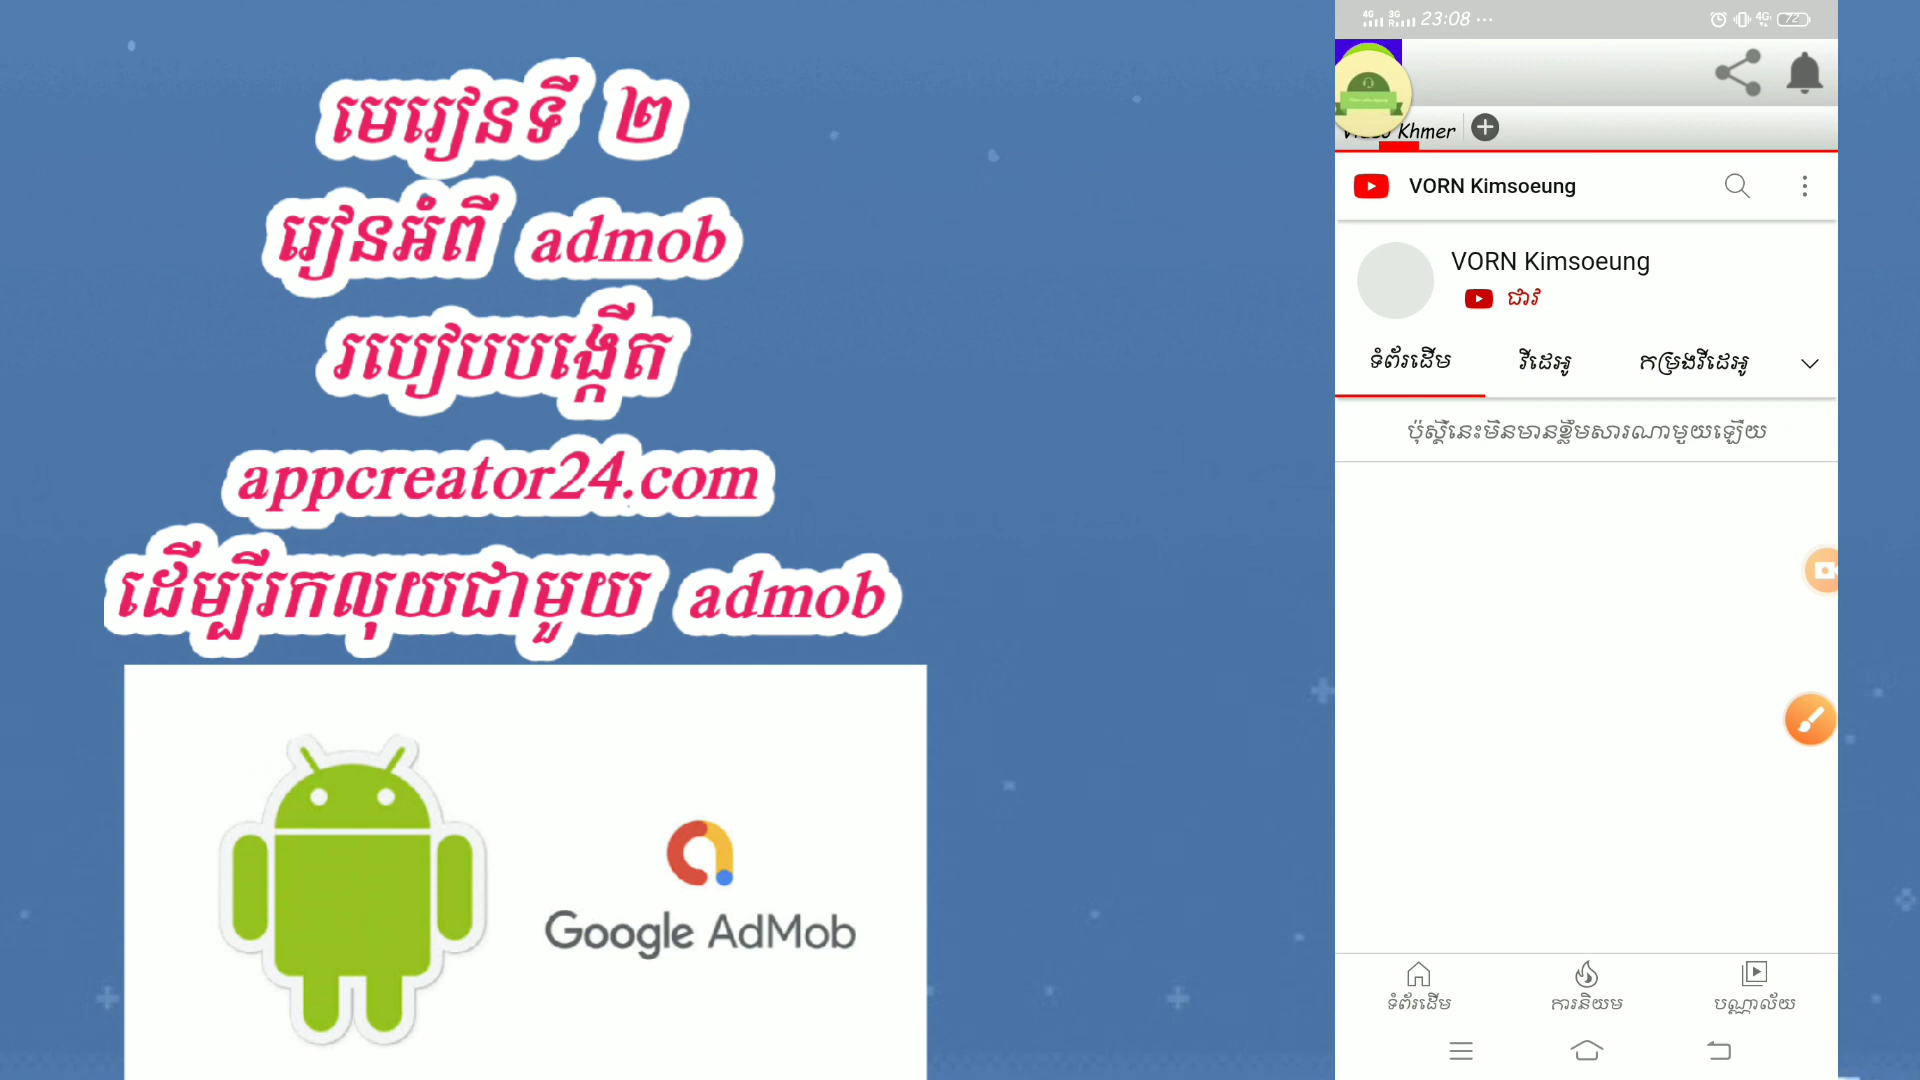 មេរៀនទី ២
រៀនអំពី admob
របៀបបង្កើត
appcreator24.com
ដើម្បីរកលុយជាមួយ admob
Google AdMob
4G 3G R 23:08 ... 4G 72
Khmer
VORN Kimsoeung
VORN Kimsoeung
ជាវ
ទំព័រដើម វីដេអូ កម្រងវីដេអូ
ប៉ុស្តិ៍នេះមិនមានខ្លឹមសារណាមួយឡើយ
ទំព័រដើម ការនិយម បណ្ណាល័យ